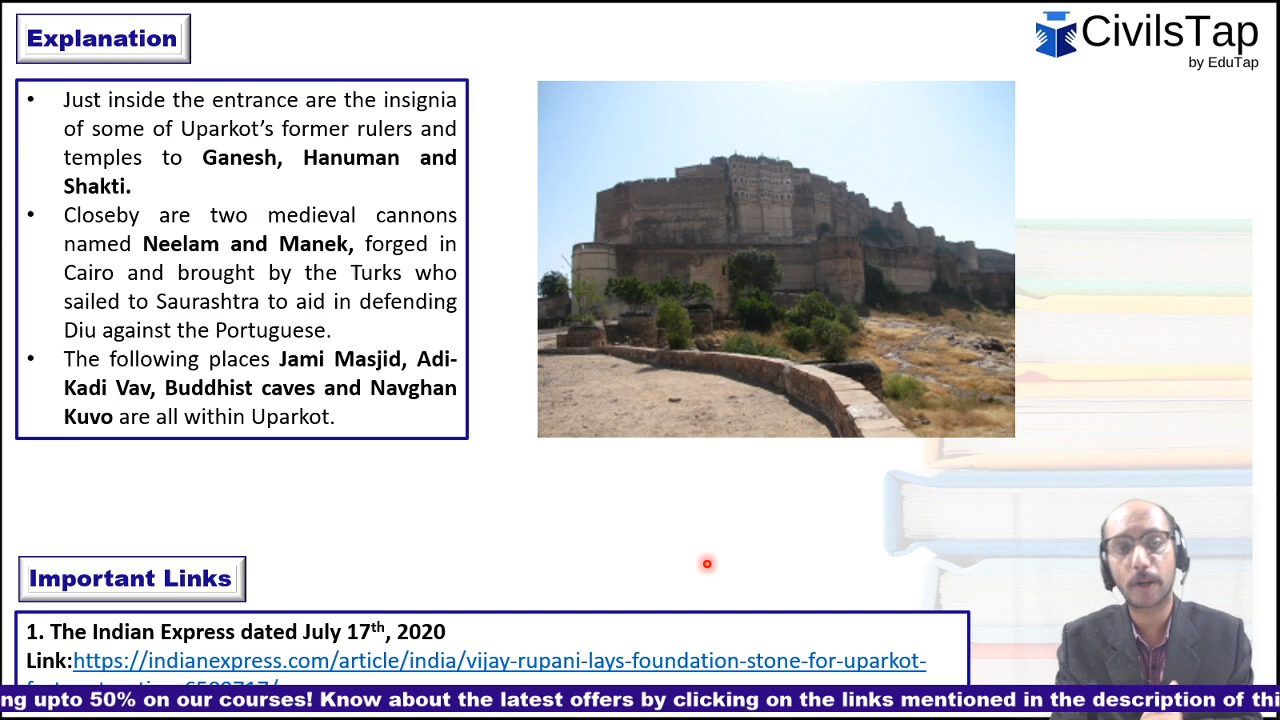 Explanation
CivilsTap
by EduTap
• Just inside the entrance are the insignia
of some of Uparkot’s former rulers and
temples to Ganesh, Hanuman and
Shakti.
• Closeby are two medieval cannons
named Neelam and Manek, forged in
Cairo and brought by the Turks who
sailed to Saurashtra to aid in defending
Diu against the Portuguese.
• The following places Jami Masjid, Adi-
Kadi Vav, Buddhist caves and Navghan
Kuvo are all within Uparkot.
Important Links
1. The Indian Express dated July 17th, 2020
Link:https://indianexpress.com/article/india/vijay-rupani-lays-foundation-stone-for-uparkot-
ng upto 50% on our courses! Know about the latest offers by clicking on the links mentioned in the description of thi